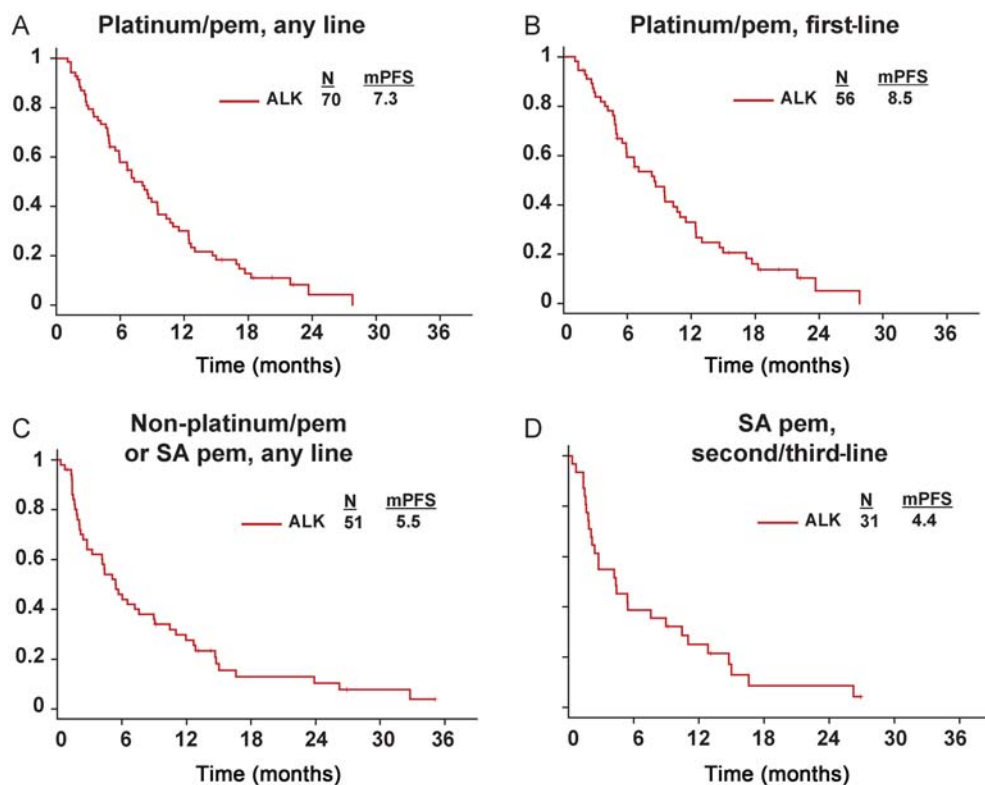 A
Platinum/pem, any line
N mPFS
ALK 70 7.3
1
0.8
0.6
0.4
0.2
0
0 6 12 18 24 30 36
Time (months)
B
Platinum/pem, first-line
N mPFS
ALK 56 8.5
1
0.8
0.6
0.4
0.2
0
0 6 12 18 24 30 36
Time (months)
C
Non-platinum/pem
or SA pem, any line
N mPFS
ALK 51 5.5
1
0.8
0.6
0.4
0.2
0
0 6 12 18 24 30 36
Time (months)
D
SA pem,
second/third-line
N mPFS
ALK 31 4.4
0 6 12 18 24 30 36
Time (months)